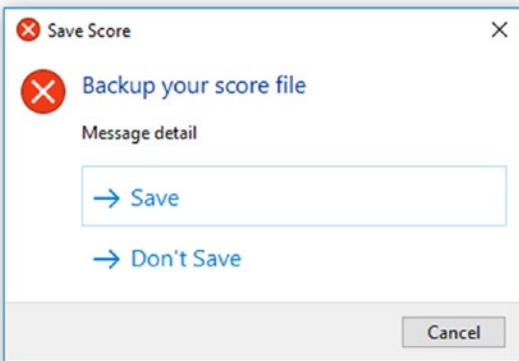 Save Score
Backup your score file
Message detail
Save
Don't Save
Cancel